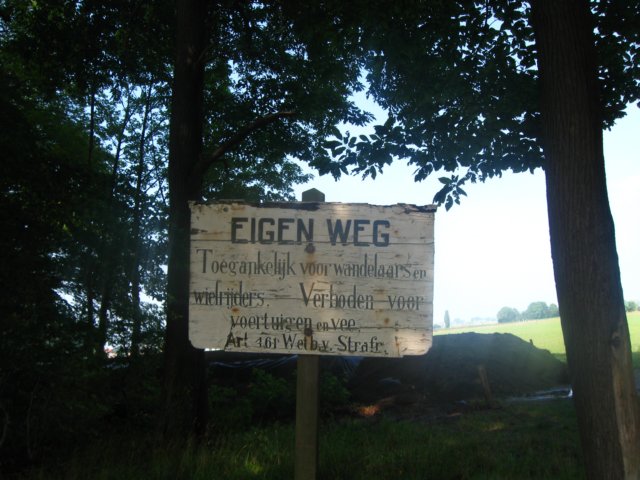 EIGEN WEG
Toegankelijk voor wandelaars en
wielrijders. Verboden voor
voertuigen en vee.
Art 461 Wetb.v. Strafr.